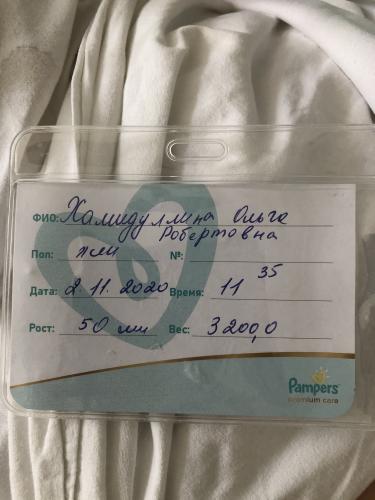 ФИО: Хамидуллина Ольга
Робертовна
Пол: жен №:
Дата: 2.11.2020 Время: 11 35
Рост: 50 см Вес: 3200,0
Pampers
premium care